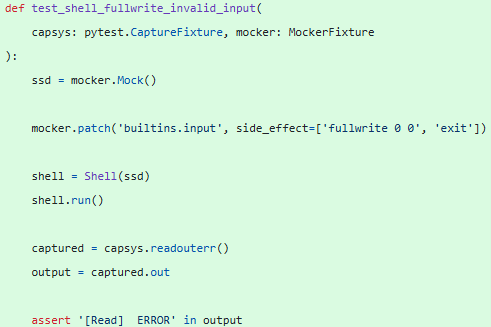 def test_shell_fullwrite_invalid_input(
    capsys: pytest.CaptureFixture, mocker: MockerFixture
):
    ssd = mocker.Mock()
    mocker.patch('builtins.input', side_effect=['fullwrite 0 0', 'exit'])
    shell = Shell(ssd)
    shell.run()
    captured = capsys.readouterr()
    output = captured.out
    assert '[Read]  ERROR' in output